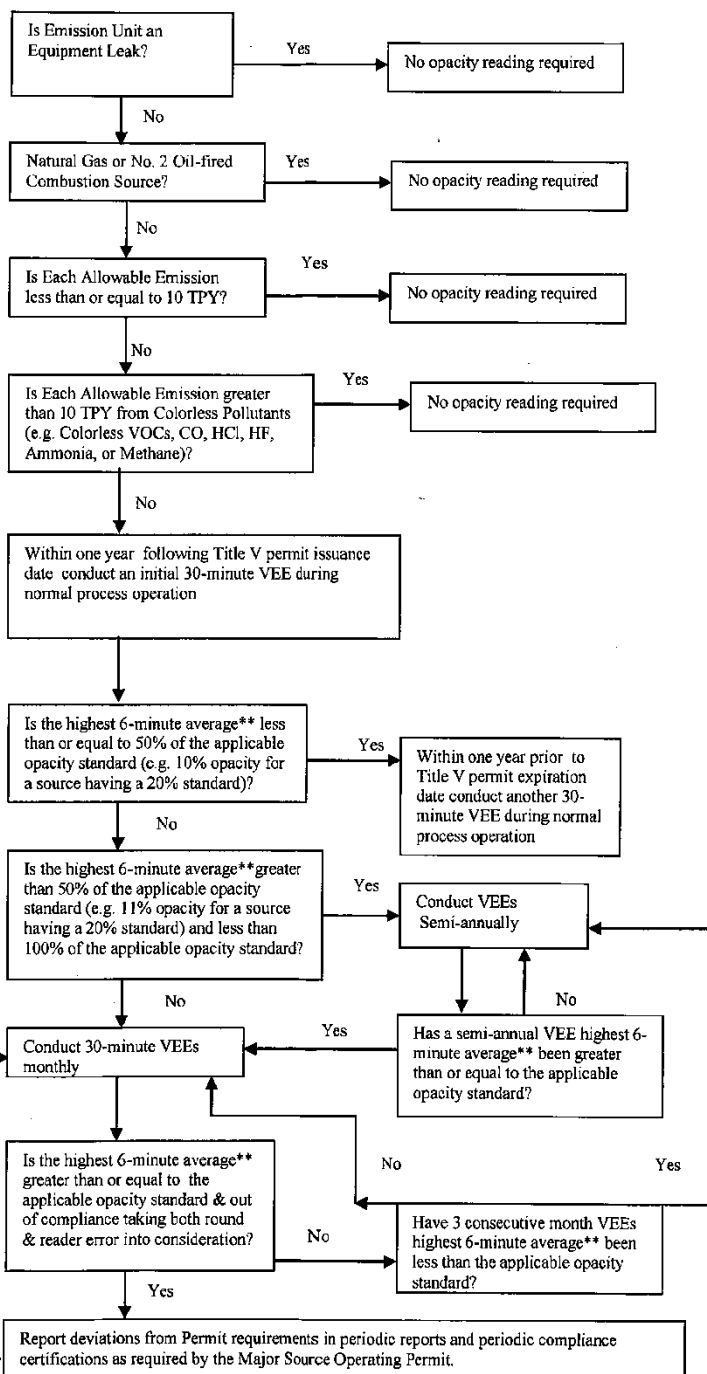 Is Emission Unit an
Equipment Leak?
Yes
No opacity reading required
No
Natural Gas or No. 2 Oil-fired
Combustion Source?
Yes
No opacity reading required
No
Is Each Allowable Emission
less than or equal to 10 TPY?
Yes
No opacity reading required
No
Is Each Allowable Emission greater
than 10 TPY from Colorless Pollutants
(e.g. Colorless VOCs, CO, HCl, HF,
Ammonia, or Methane)?
Yes
No opacity reading required
No
Within one year following Title V permit issuance
date conduct an initial 30-minute VEE during
normal process operation
Is the highest 6-minute average** less
than or equal to 50% of the applicable
opacity standard (e.g. 10% opacity for
a source having a 20% standard)?
Yes
Within one year prior to
Title V permit expiration
date conduct another 30-
minute VEE during normal
process operation
No
Is the highest 6-minute average**greater
than 50% of the applicable opacity
standard (e.g. 11% opacity for a source
having a 20% standard) and less than
100% of the applicable opacity standard?
Yes
Conduct VEEs
Semi-annually
No
No
Conduct 30-minute VEEs
monthly
Yes
Has a semi-annual VEE highest 6-
minute average** been greater
than or equal to the applicable
opacity standard?
Is the highest 6-minute average**
greater than or equal to the
applicable opacity standard & out
of compliance taking both round
& reader error into consideration?
No
Yes
No
Have 3 consecutive month VEEs
highest 6-minute average** been
less than the applicable opacity
standard?
Yes
Report deviations from Permit requirements in periodic reports and periodic compliance
certifications as required by the Major Source Operating Permit.